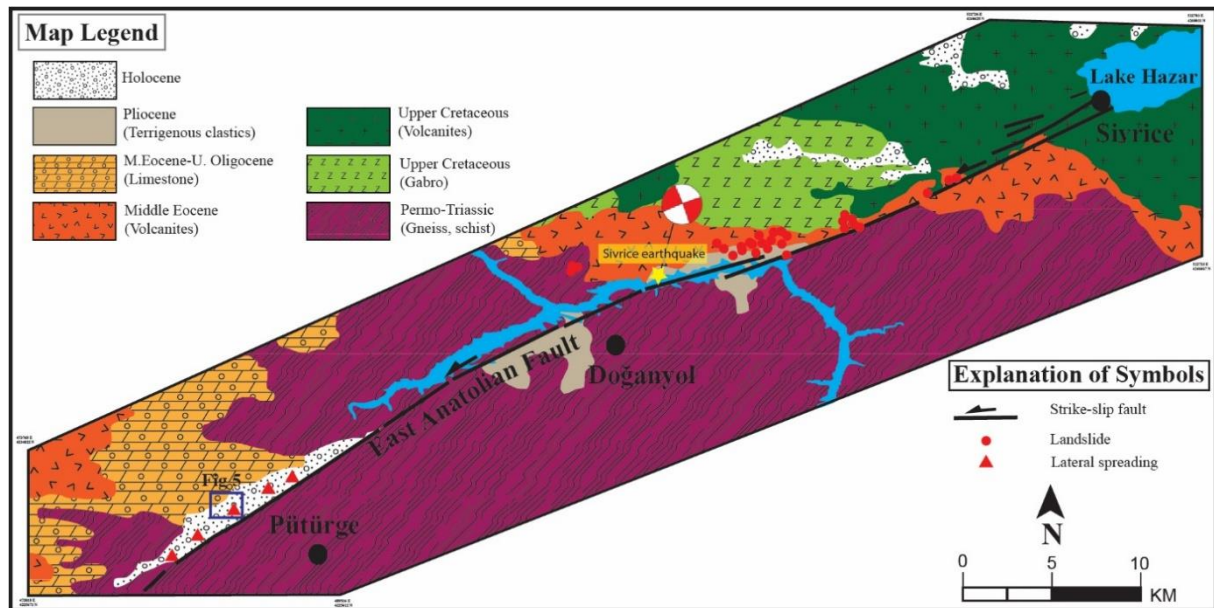 Map Legend
Holocene
Pliocene
(Terrigenous clastics)
M.Eocene-U. Oligocene
(Limestone)
Middle Eocene
(Volcanites)
Upper Cretaceous
(Volcanites)
Upper Cretaceous
(Gabro)
Permo-Triassic
(Gneiss, schist)
Lake Hazar
Sivrice
Sivrice earthquake
Doğanyol
East Anatolian Fault
Fig 5
Pütürge
Explanation of Symbols
Strike-slip fault
Landslide
Lateral spreading
N
0 5 10
KM